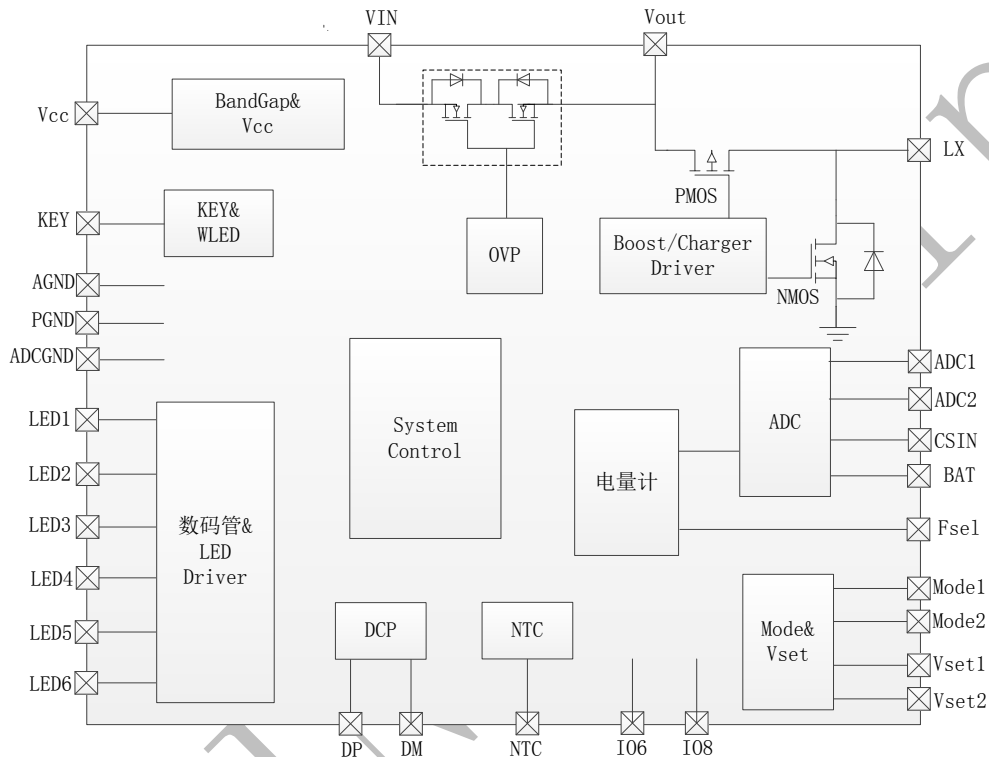 VIN
Vout
Vcc
BandGap&
Vcc
LX
PMOS
KEY
KEY&
WLED
OVP
Boost/Charger
Driver
NMOS
AGND
PGND
ADCGND
ADC1
ADC2
CSIN
BAT
ADC
System
Control
电量计
Fsel
LED1
LED2
LED3
LED4
LED5
LED6
数码管&
LED
Driver
DCP
NTC
Mode&
Vset
Mode1
Mode2
Vset1
Vset2
DP
DM
NTC
IO6
IO8